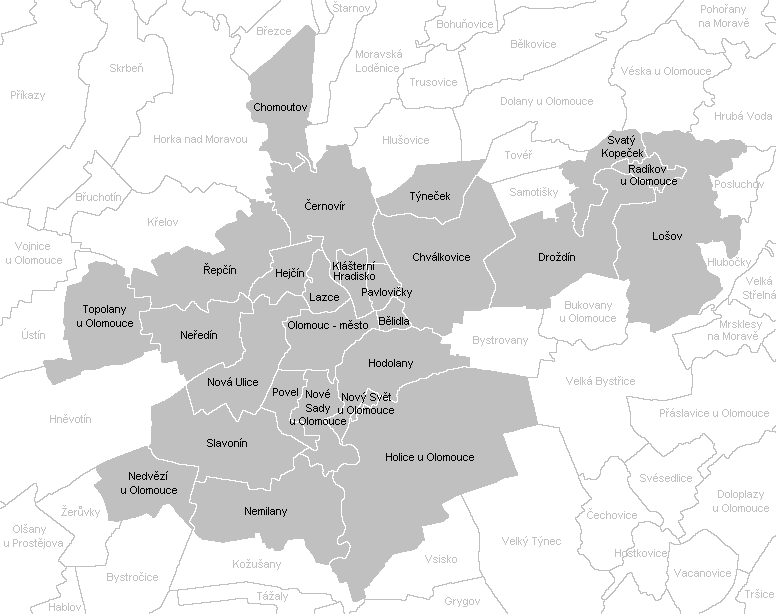 Štarnov
Pohořany
na Moravě
Bohuňovice
Březce
Bělkovice
Moravská
Loděnice
Skrbeň
Véska u Olomouce
Trusovice
Příkazy
Dolany u Olomouce
Chomoutov
Hrubá Voda
Horka nad Moravou
Hlušovice
Svatý
Kopeček
Tovéř
Radíkov
u Olomouce
Posluchov
Samotišky
Týneček
Břuchotín
Černovír
Křelov
Lošov
Vojnice
u Olomouce
Chválkovice
Droždín
Hlubočky
Klášterní
Hradisko
Řepčín
Hejčín
Velká
Střelná
Pavlovičky
Lazce
Topolany
u Olomouce
Bukovany
u Olomouce
Bělidla
Olomouc - město
Mrsklesy
na Moravě
Ústín
Neředín
Bystrovany
Hodolany
Nová Ulice
Velká Bystřice
Povel
Nové
Sady
u Olomouce
Nový Svět
u Olomouce
Přáslavice u Olomouc
Hněvotín
Slavonín
Holice u Olomouce
Nedvězí
u Olomouce
Svésedlice
Doloplazy
u Olomouce
Žerůvky
Nemilany
Čechovice
Olšany
u Prostějova
Velký Týnec
Hostkovice
Vsisko
Kožušany
Bystročice
Vacanovice
Tážaly
Grygov
Tršice
Hablov